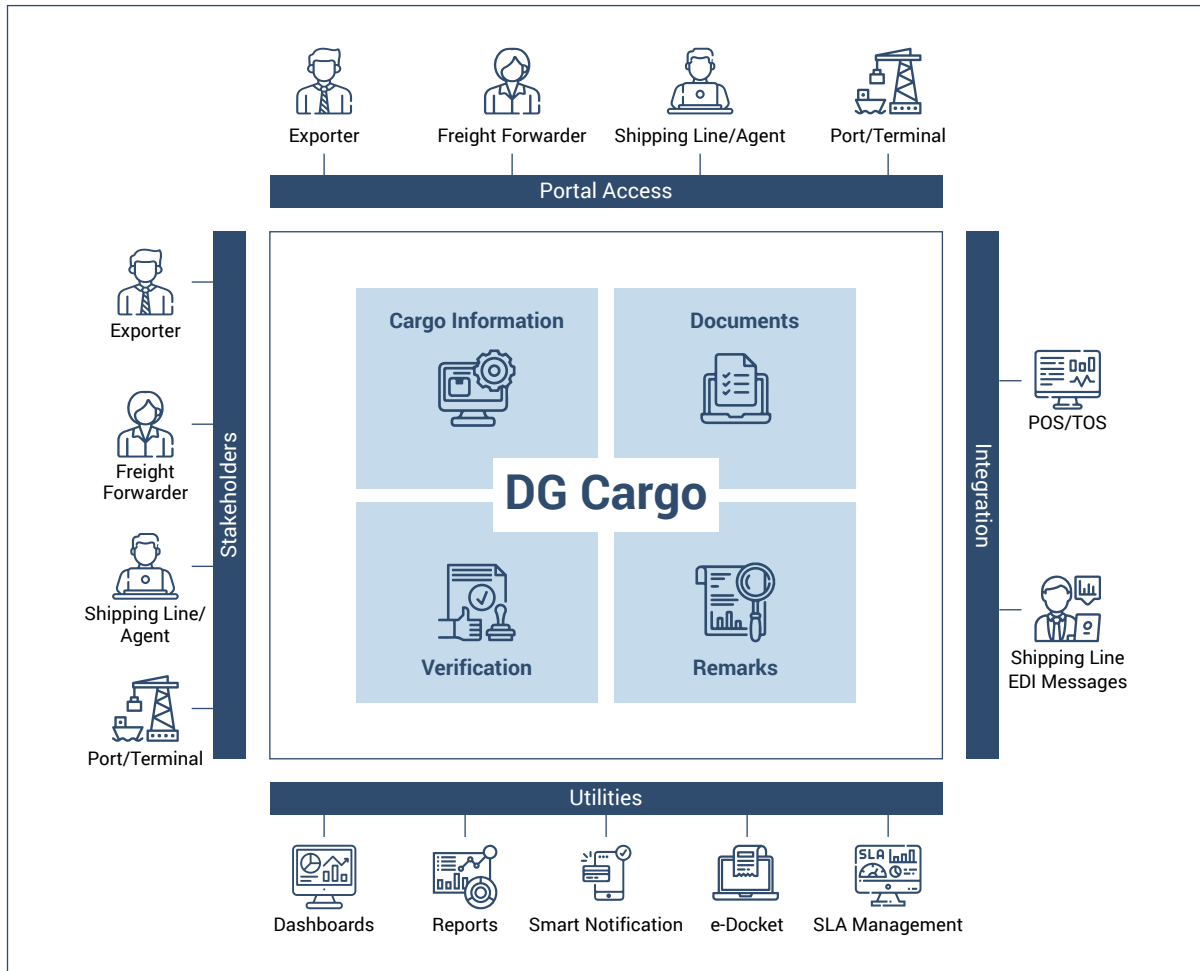 Exporter
Freight Forwarder
Shipping Line/Agent
Port/Terminal
Portal Access
Stakeholders
Exporter
Freight
Forwarder
Shipping Line/
Agent
Port/Terminal
Cargo Information
Documents
DG Cargo
Verification
Remarks
Integration
POS/TOS
Shipping Line
EDI Messages
Utilities
SLA
Dashboards
Reports
Smart Notification
e-Docket
SLA Management